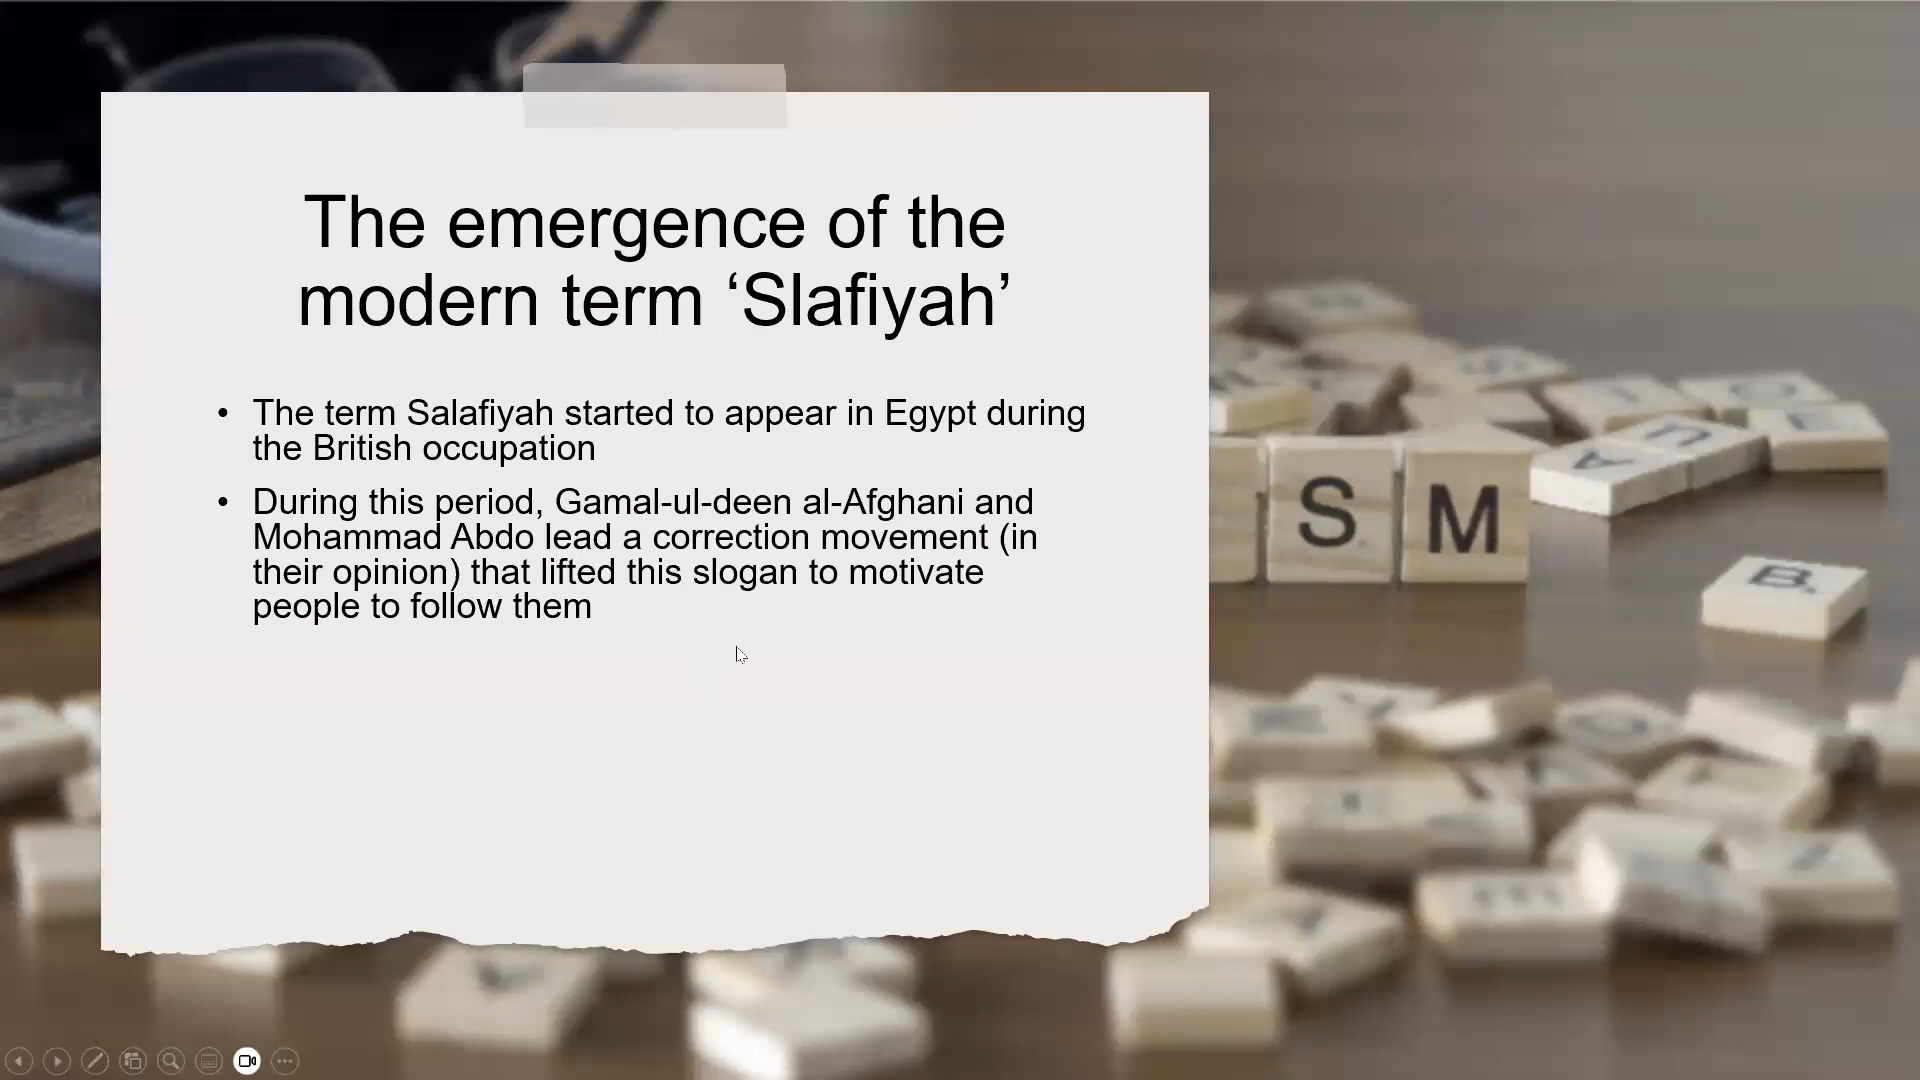 The emergence of the
modern term ‘Slafiyah’
• The term Salafiyah started to appear in Egypt during
the British occupation
• During this period, Gamal-ul-deen al-Afghani and
Mohammad Abdo lead a correction movement (in
their opinion) that lifted this slogan to motivate
people to follow them
S M
B